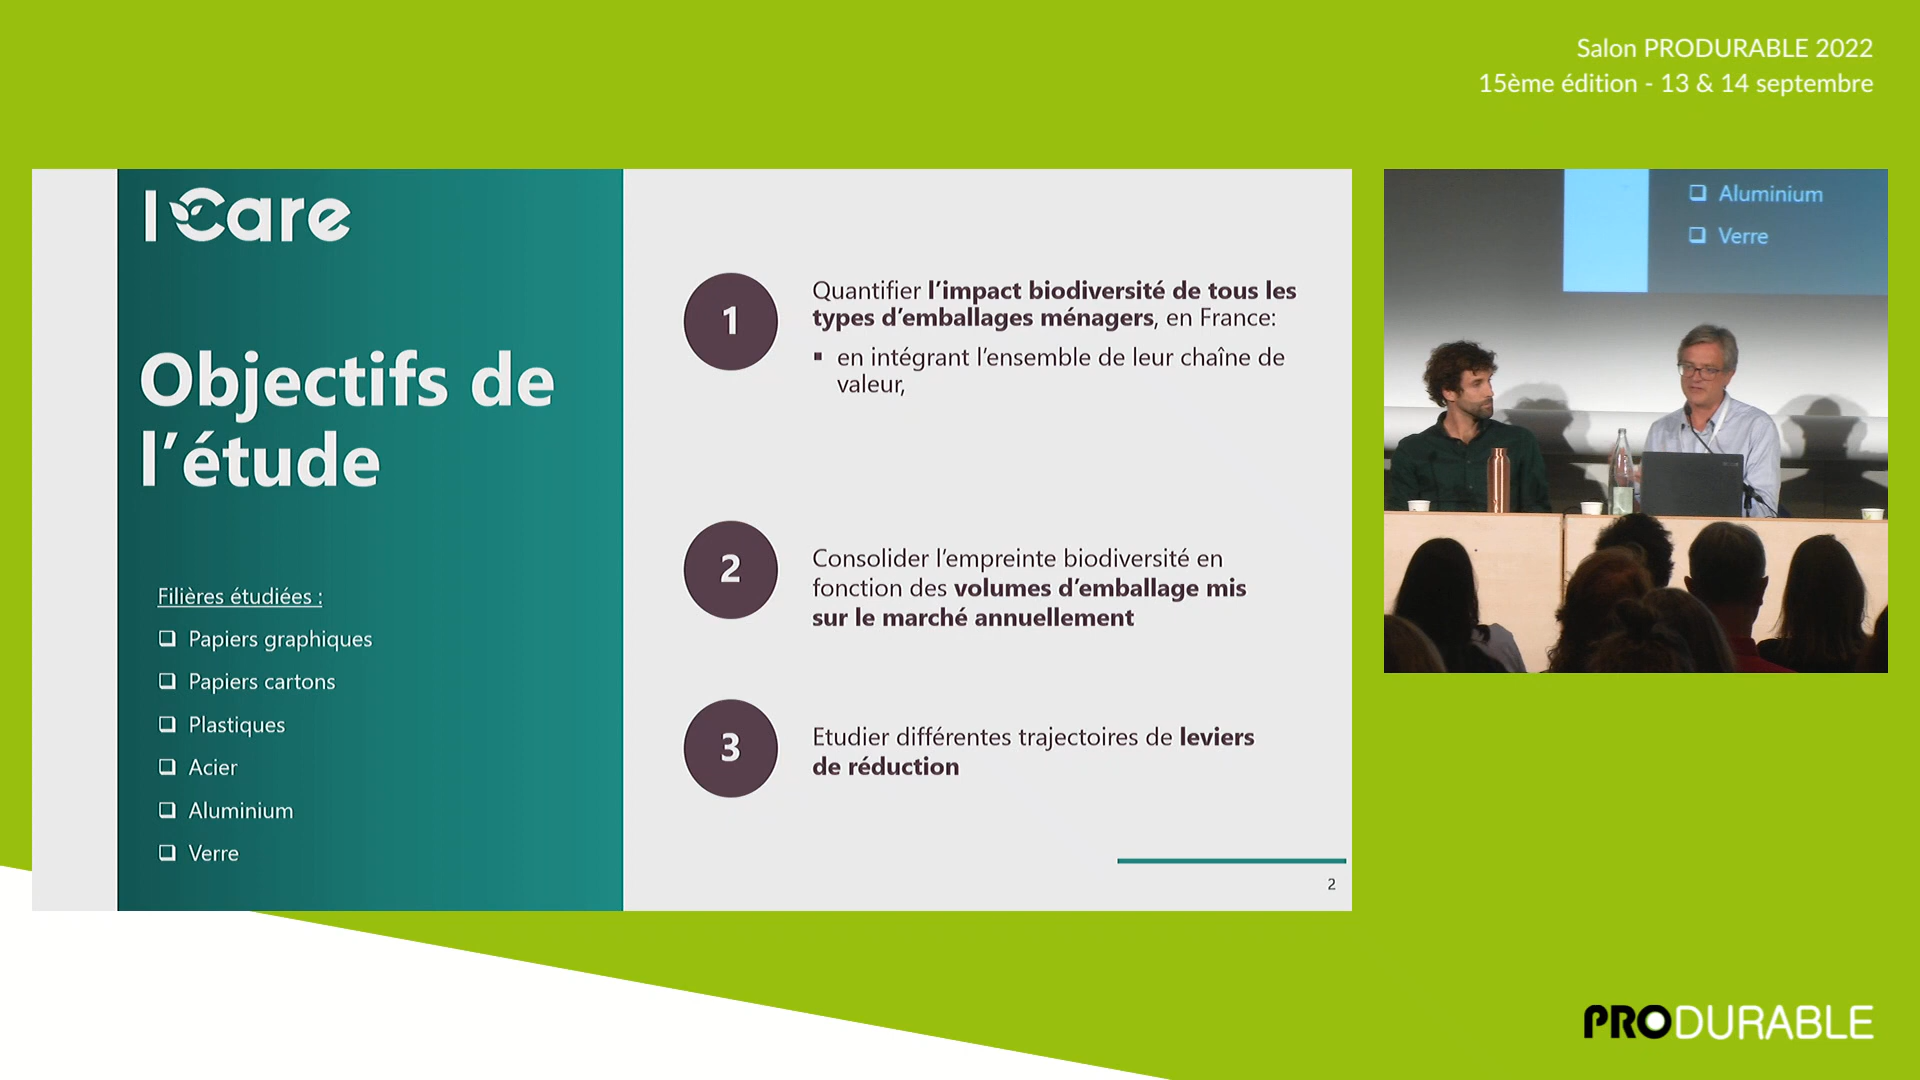 Salon PRODURABLE 2022
15ème édition - 13 & 14 septembre
I Care
Objectifs de
l’étude
Filières étudiées :
❑ Papiers graphiques
❑ Papiers cartons
❑ Plastiques
❑ Acier
❑ Aluminium
❑ Verre
1
Quantifier l’impact biodiversité de tous les
types d’emballages ménagers, en France:
▪ en intégrant l’ensemble de leur chaîne de
valeur,
2
Consolider l’empreinte biodiversité en
fonction des volumes d’emballage mis
sur le marché annuellement
3
Etudier différentes trajectoires de leviers
de réduction
2
❑ Aluminium
❑ Verre
PRODURABLE